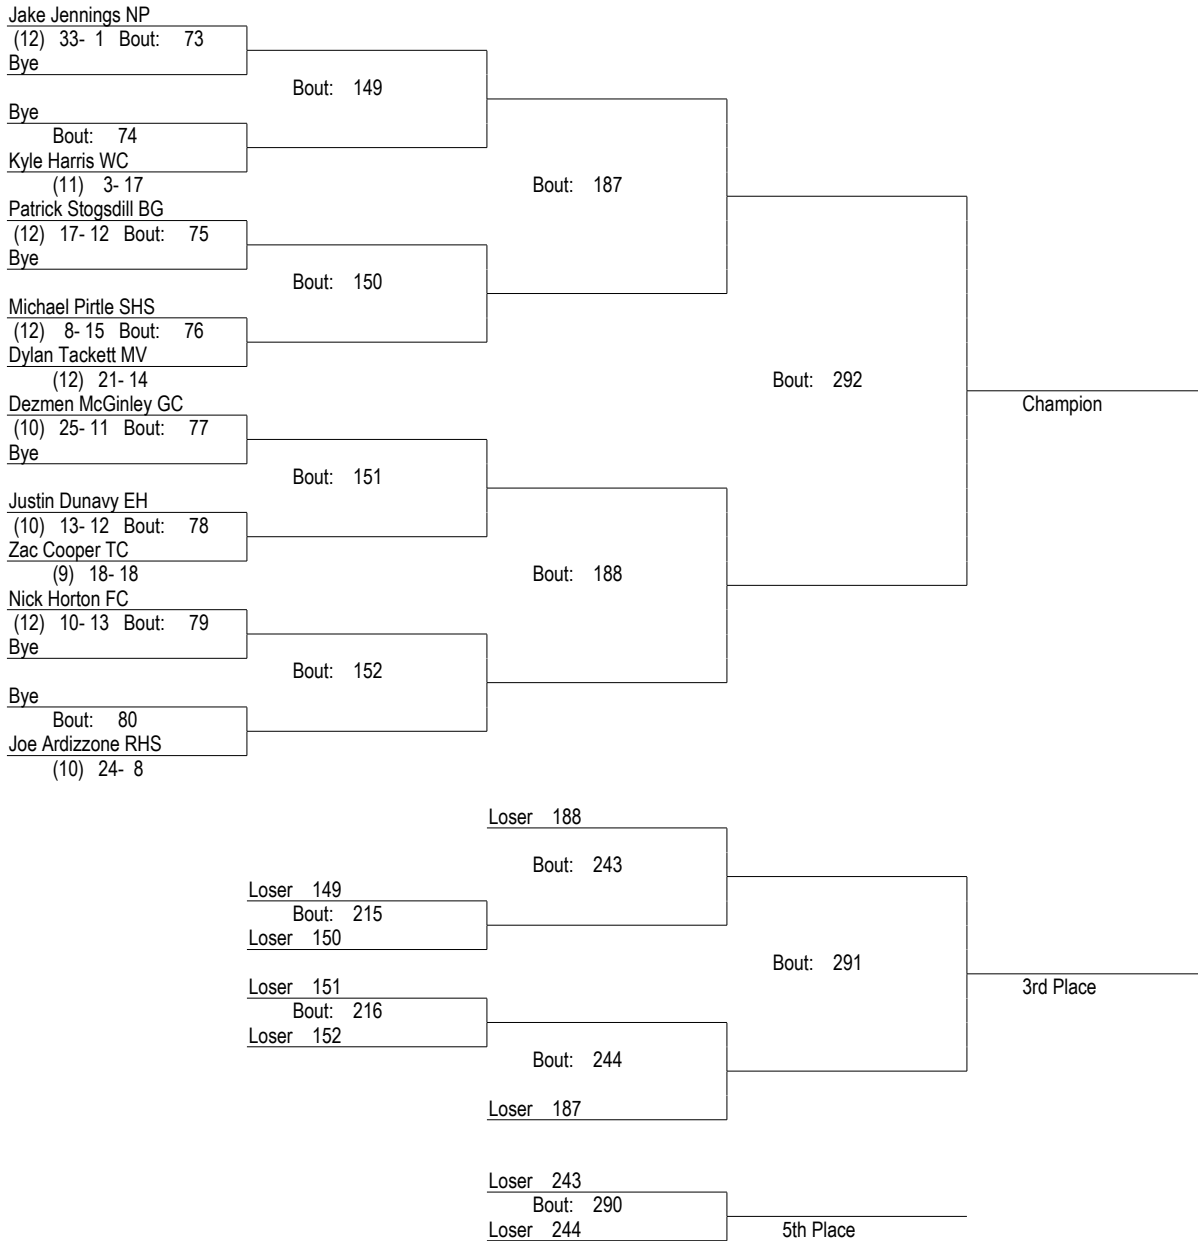 Jake Jennings NP
(12) 33- 1 Bout: 73
Bye
Bout: 149
Bye
Bout: 74
Kyle Harris WC
(11) 3- 17
Bout: 187
Patrick Stogsdill BG
(12) 17- 12 Bout: 75
Bye
Bout: 150
Michael Pirtle SHS
(12) 8- 15 Bout: 76
Dylan Tackett MV
(12) 21- 14
Bout: 292
Dezmen McGinley GC
Champion
(10) 25- 11 Bout: 77
Bye
Bout: 151
Justin Dunavy EH
(10) 13- 12 Bout: 78
Zac Cooper TC
(9) 18- 18
Bout: 188
Nick Horton FC
(12) 10- 13 Bout: 79
Bye
Bout: 152
Bye
Bout: 80
Joe Ardizzone RHS
(10) 24- 8
Loser 188
Bout: 243
Loser 149
Bout: 215
Loser 150
Bout: 291
Loser 151
3rd Place
Bout: 216
Loser 152
Bout: 244
Loser 187
Loser 243
Bout: 290
Loser 244
5th Place